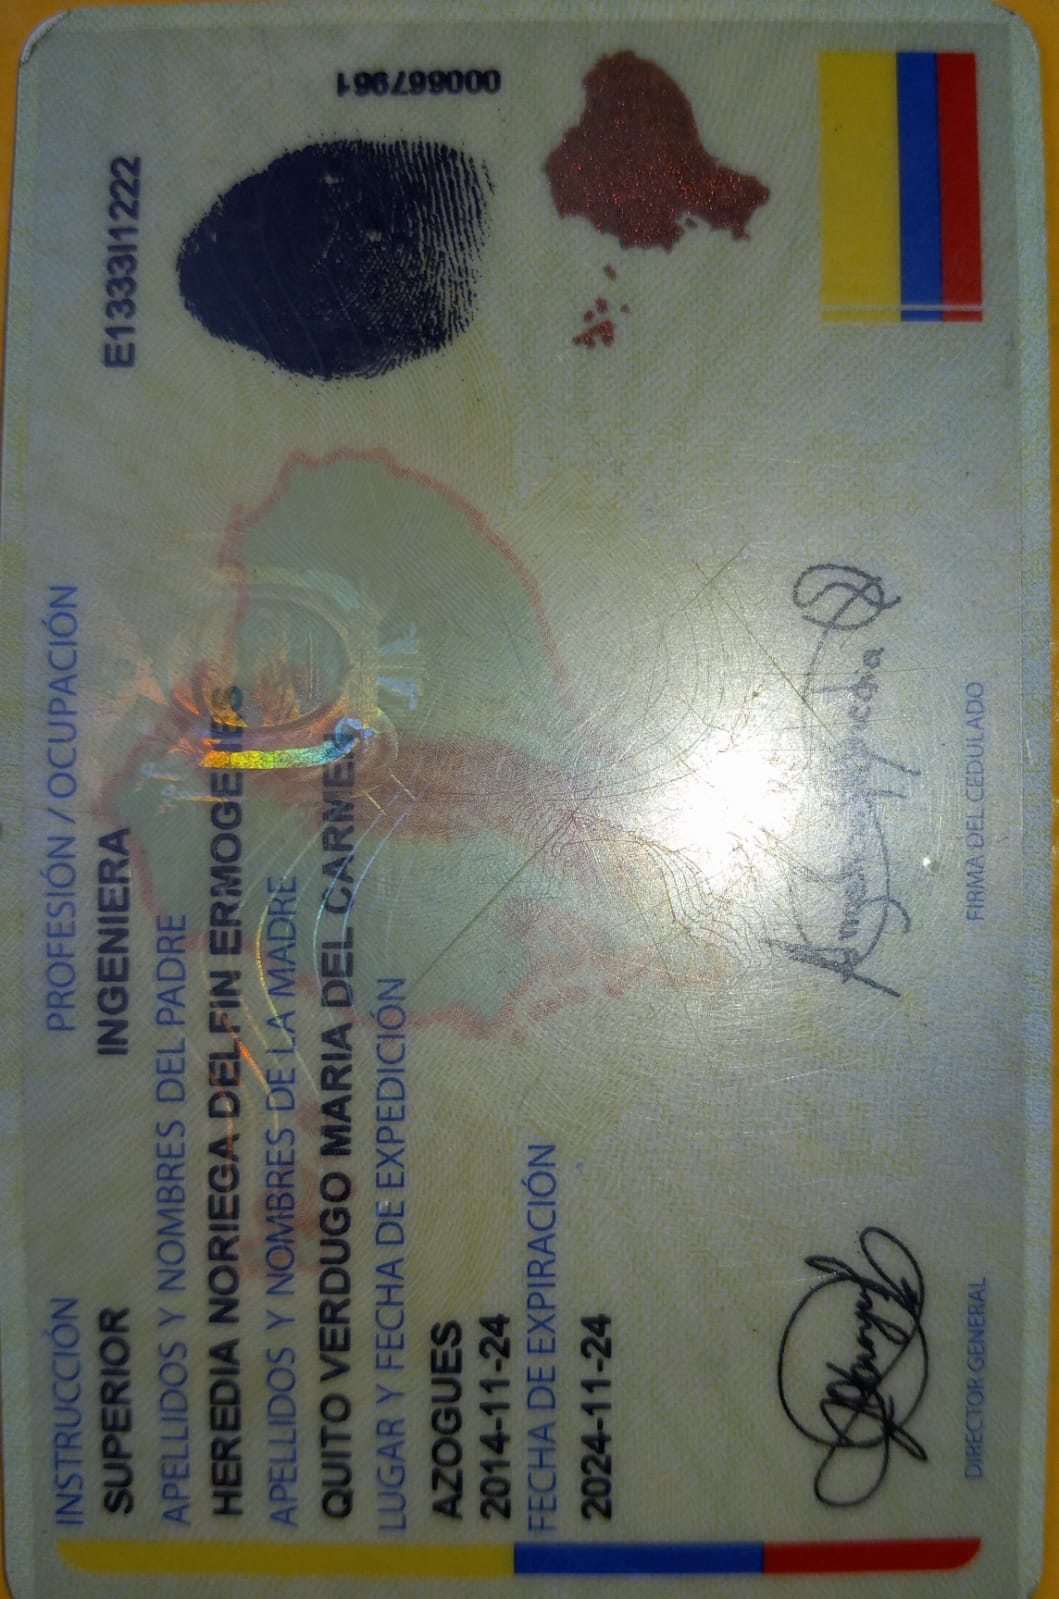 INSTRUCCIÓN
SUPERIOR
PROFESIÓN / OCUPACIÓN
INGENIERA
E1333I1222
APELLIDOS Y NOMBRES DEL PADRE
HEREDIA NORIEGA DELFIN ERMOGENES
APELLIDOS Y NOMBRES DE LA MADRE
QUITO VERDUGO MARIA DEL CARMEN
LUGAR Y FECHA DE EXPEDICIÓN
AZOGUES
2014-11-24
FECHA DE EXPIRACIÓN
2024-11-24
000667961
DIRECTOR GENERAL
FIRMA DEL CEDULADO